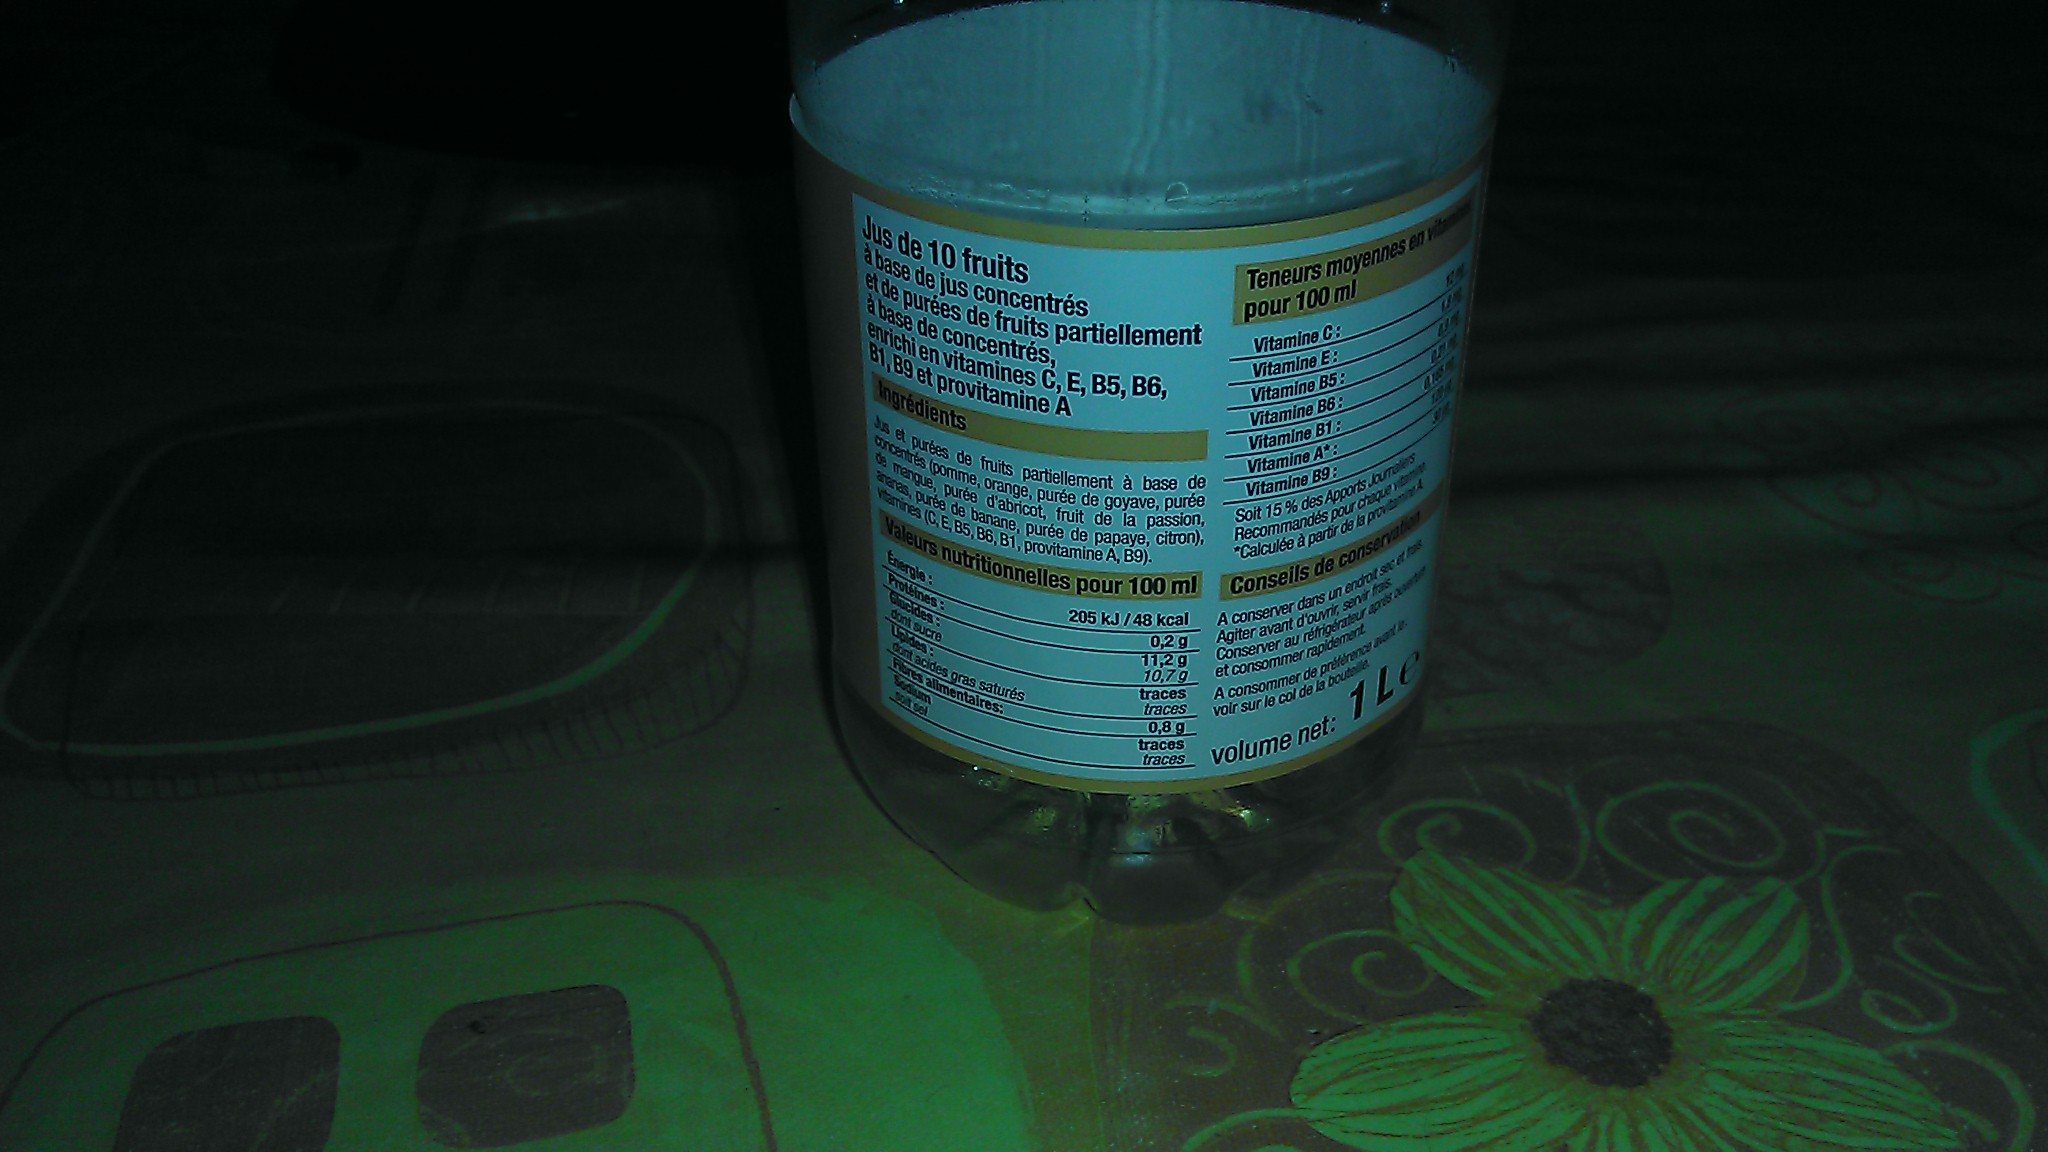 Jus de 10 fruits
à base de jus concentrés
et de purées de fruits partiellement
à base de concentrés,
enrichi en vitamines C, E, B5, B6,
B1, B9 et provitamine A
Ingrédients
Jus et purées de fruits partiellement à base de
concentrés (pomme, orange, purée de goyave, purée
de mangue, purée d'abricot, fruit de la passion,
ananas, purée de banane, purée de papaye, citron),
vitamines (C, E, B5, B6, B1, provitamine A, B9).
Valeurs nutritionnelles pour 100 ml
Énergie : 205 kJ / 48 kcal
Protéines : 0,2 g
Glucides : 11,2 g
dont sucre 10,7 g
Lipides : traces
dont acides gras saturés traces
Fibres alimentaires: 0,8 g
Sodium traces
soit sel traces
Teneurs moyennes en
pour 100 ml
Vitamine C :
Vitamine E :
Vitamine B5 :
Vitamine B6 :
Vitamine B1 :
Vitamine A* :
Vitamine B9 :
Soit 15 % des Apports Journaliers
Recommandés pour chaque vitamine.
*Calculée à partir de la provitamine A.
Conseils de conservation
A conserver dans un endroit sec et frais.
Agiter avant d'ouvrir, servir frais.
Conserver au réfrigérateur après ouverture
et consommer rapidement.
A consommer de préférence avant le :
voir sur le col de la bouteille.
volume net: 1 L e